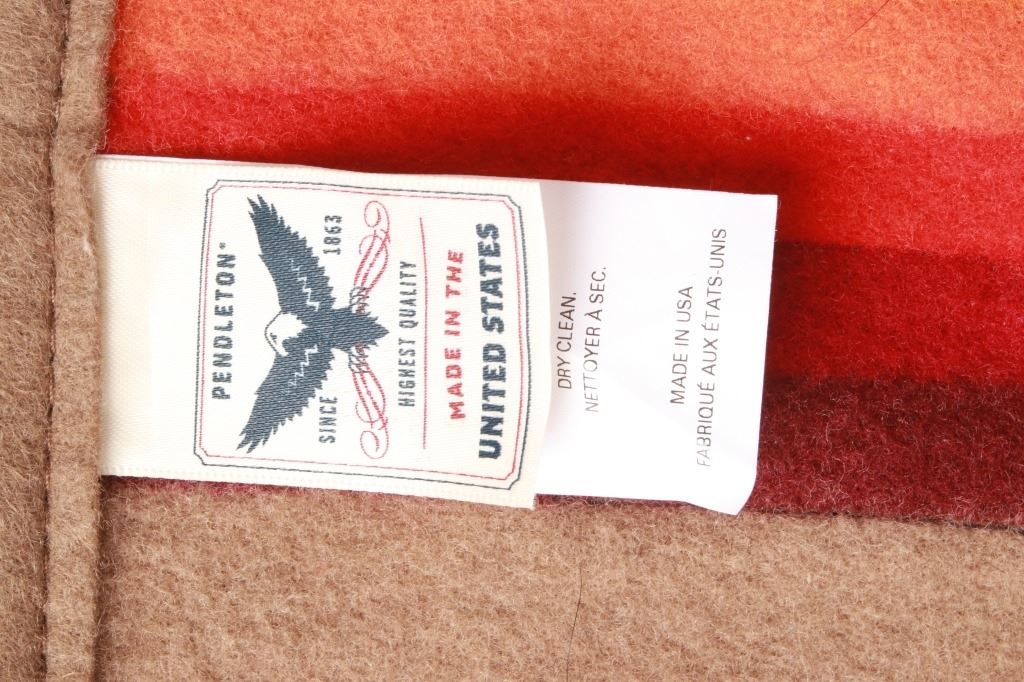 PENDLETON®
SINCE 1863
HIGHEST QUALITY
MADE IN THE
UNITED STATES
DRY CLEAN.
NETTOYER À SEC.
MADE IN USA
FABRIQUÉ AUX ÉTATS-UNIS